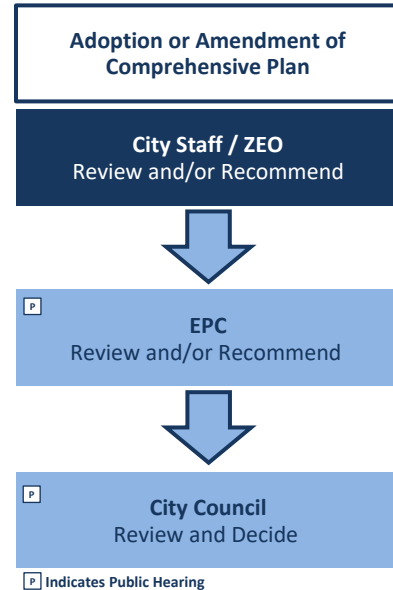 Adoption or Amendment of
Comprehensive Plan
City Staff / ZEO
Review and/or Recommend
P
EPC
Review and/or Recommend
P
City Council
Review and Decide
P Indicates Public Hearing